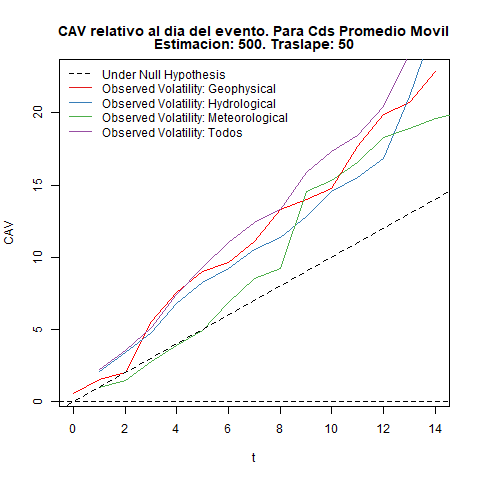 CAV relativo al dia del evento. Para Cds Promedio Movil
Estimacion: 500. Traslape: 50
Under Null Hypothesis
Observed Volatility: Geophysical
Observed Volatility: Hydrological
Observed Volatility: Meteorological
Observed Volatility: Todos
CAV
20
15
10
5
0
0 2 4 6 8 10 12 14
t